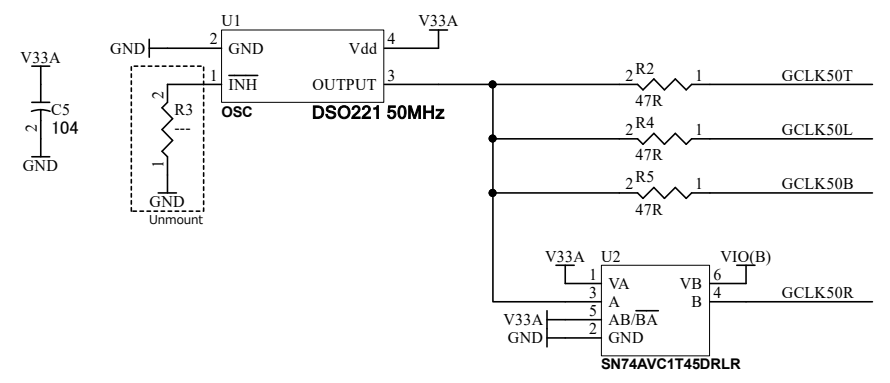 U1
V33A
GND 2 GND Vdd 4
V33A
1 INH OUTPUT 3
OSC DSO221 50MHz
C5
2 104
GND
2 R3
---
1
GND
Unmount
2 R2 1 GCLK50T
47R
2 R4 1 GCLK50L
47R
2 R5 1 GCLK50B
47R
V33A U2 VIO(B)
1 VA VB 6
3 A B 4 GCLK50R
V33A 5 AB/BA
GND 2 GND
SN74AVC1T45DRLR